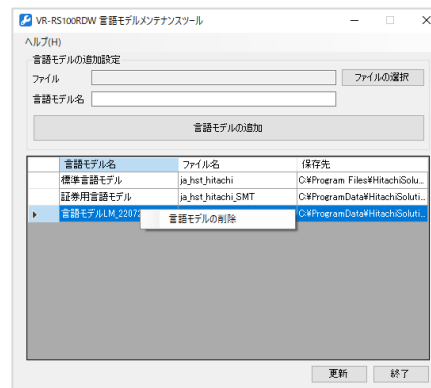 VR-RS100RDW 言語モデルメンテナンスツール
ヘルプ(H)
言語モデルの追加設定
ファイル
ファイルの選択
言語モデル名
言語モデルの追加
言語モデル名 ファイル名 保存先
標準言語モデル ja_hst_hitachi C:¥Program Files¥HitachiSolu...
証券用言語モデル ja_hst_hitachi_SMT C:¥ProgramData¥HitachiSoluti...
言語モデルLM_22072 C:¥ProgramData¥HitachiSoluti...
言語モデルの削除
更新 終了